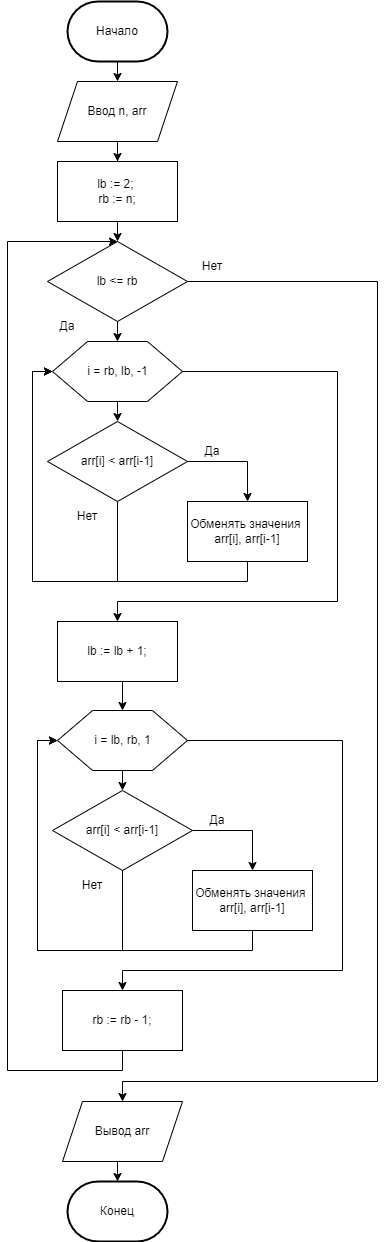 Начало
Ввод n, arr
lb := 2;
rb := n;
lb <= rb
Нет
Да
i = rb, lb, -1
arr[i] < arr[i-1]
Да
Нет
Обменять значения
arr[i], arr[i-1]
lb := lb + 1;
i = lb, rb, 1
arr[i] < arr[i-1]
Да
Нет
Обменять значения
arr[i], arr[i-1]
rb := rb - 1;
Вывод arr
Конец